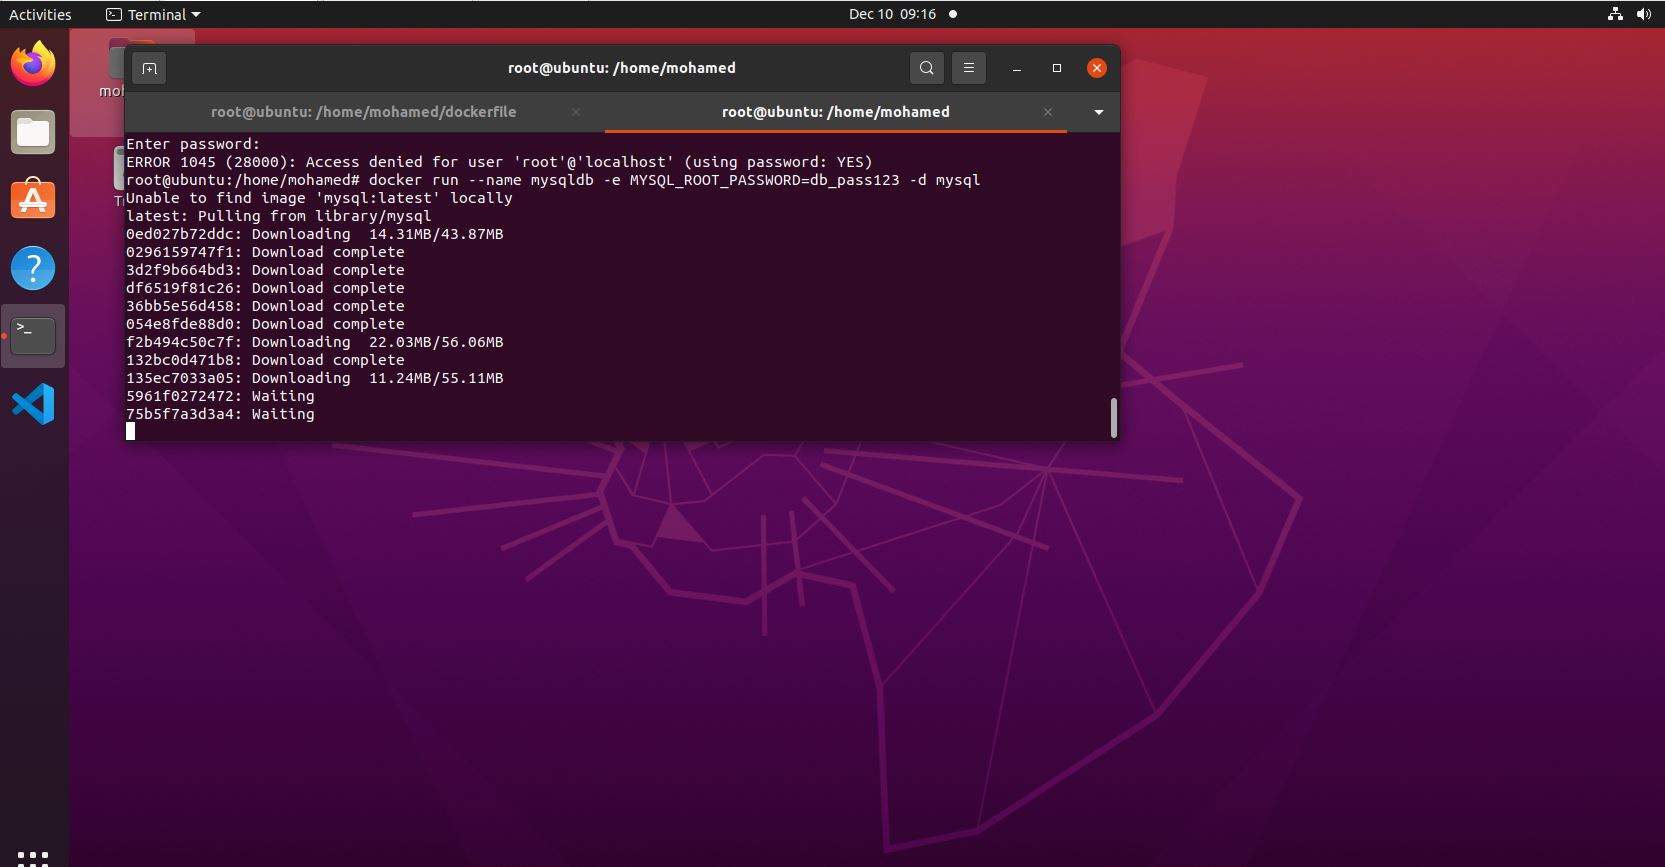 Activities
Terminal
Dec 10 09:16
root@ubuntu: /home/mohamed
root@ubuntu: /home/mohamed/dockerfile
root@ubuntu: /home/mohamed
Enter password:
ERROR 1045 (28000): Access denied for user 'root'@'localhost' (using password: YES)
root@ubuntu:/home/mohamed# docker run --name mysqldb -e MYSQL_ROOT_PASSWORD=db_pass123 -d mysql
Unable to find image 'mysql:latest' locally
latest: Pulling from library/mysql
0ed027b72ddc: Downloading 14.31MB/43.87MB
0296159747f1: Download complete
3d2f9b664bd3: Download complete
df6519f81c26: Download complete
36bb5e56d458: Download complete
054e8fde88d0: Download complete
f2b494c50c7f: Downloading 22.03MB/56.06MB
132bc0d471b8: Download complete
135ec7033a05: Downloading 11.24MB/55.11MB
5961f0272472: Waiting
75b5f7a3d3a4: Waiting